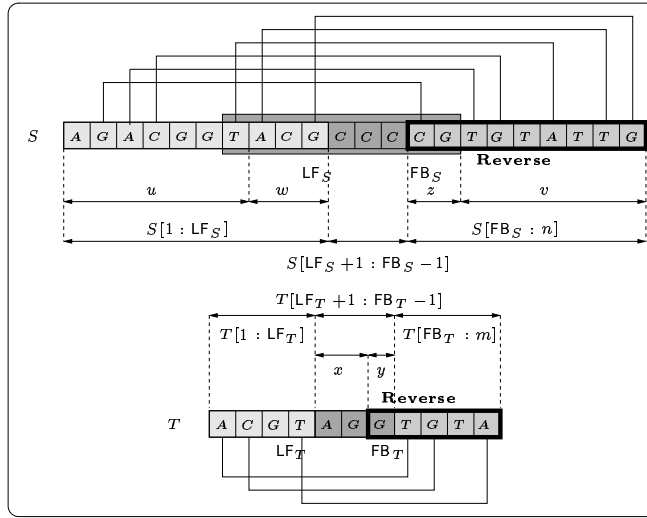 S A G A C G G T A C G C C C C G T G T A T T G
Reverse
LF_S FB_S
u w z v
S[1 : LF_S] S[FB_S : n]
S[LF_S +1 : FB_S −1]
T[LF_T +1 : FB_T −1]
T[1 : LF_T] T[FB_T : m]
x y
Reverse
T A C G T A G G T G T A
LF_T FB_T